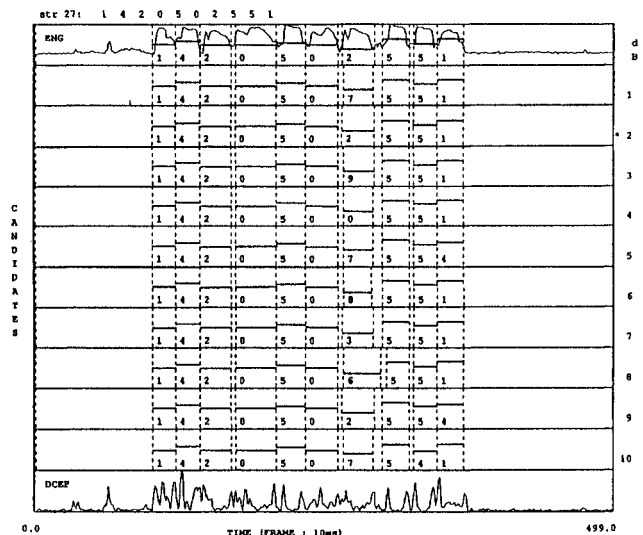 str 27: 1 4 2 0 5 0 2 5 5 1
ENG
d
B
1 4 2 0 5 0 2 5 5 1
1 4 2 0 5 0 7 5 5 1
1
1 4 2 0 5 0 2 5 5 1
* 2
1 4 2 0 5 0 9 5 5 1
3
1 4 2 0 5 0 0 5 5 1
4
1 4 2 0 5 0 7 5 5 4
5
1 4 2 0 5 0 8 5 5 1
6
1 4 2 0 5 0 3 5 5 1
7
1 4 2 0 5 0 6 5 5 1
8
1 4 2 0 5 0 2 5 5 4
9
1 4 2 0 5 0 7 5 4 1
10
CANDIDATES
DCEP
0.0
TIME (FRAME : 10ms)
499.0